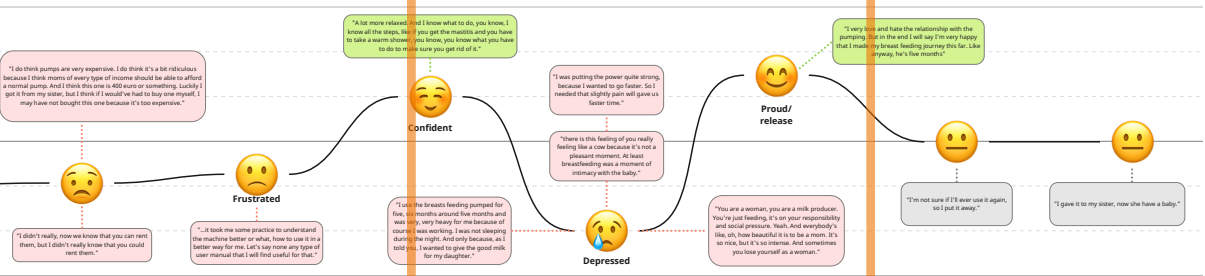 "I do think pumps are very expensive. I do think it's a bit ridiculous
because I think moms of every type of income should be able to afford
a normal pump. And I think this one is 400 euro or something. Luckily I
got it from my sister, but I think if I would've had to buy one myself, I
may have not bought this one because it's too expensive."
"I didn't really, now we know that you can rent
them, but I didn't really know that you could
rent them."
Frustrated
"...it took me some practice to understand
the machine better or what, how to use it in a
better way for me. Let's say none any type of
user manual that I will find useful for that."
"A lot more relaxed. And I know what to do, you know, I
know all the steps, like if you get the mastitis and you have
to take a warm shower, you know, you know what you have
to do to make sure you get rid of it."
Confident
"I used the breasts feeding pumped for
five, six months around five months and
was very, very heavy for me because of
course I was working. I was not sleeping
during the night. And only because, as I
told you, I wanted to give the good milk
for my daughter."
"I was putting the power quite strong,
because I wanted to go faster. So I
needed that slightly pain will gave us
faster time."
"there is this feeling of you really
feeling like a cow because it's not a
pleasant moment. At least
breastfeeding was a moment of
intimacy with the baby."
Depressed
"You are a woman, you are a milk producer.
You're just feeding, it's on your responsibility
and social pressure. Yeah. And everybody's
like, oh, how beautiful it is to be a mom. It's
so nice, but it's so intense. And sometimes
you lose yourself as a woman."
Proud/
release
"I very love and hate the relationship with the
pumping. But in the end I will say I'm very happy
that I made my breast feeding journey this far. Like
anyway, he's five months"
"I'm not sure if I'll ever use it again,
so I put it away."
"I gave it to my sister, now she have a baby."